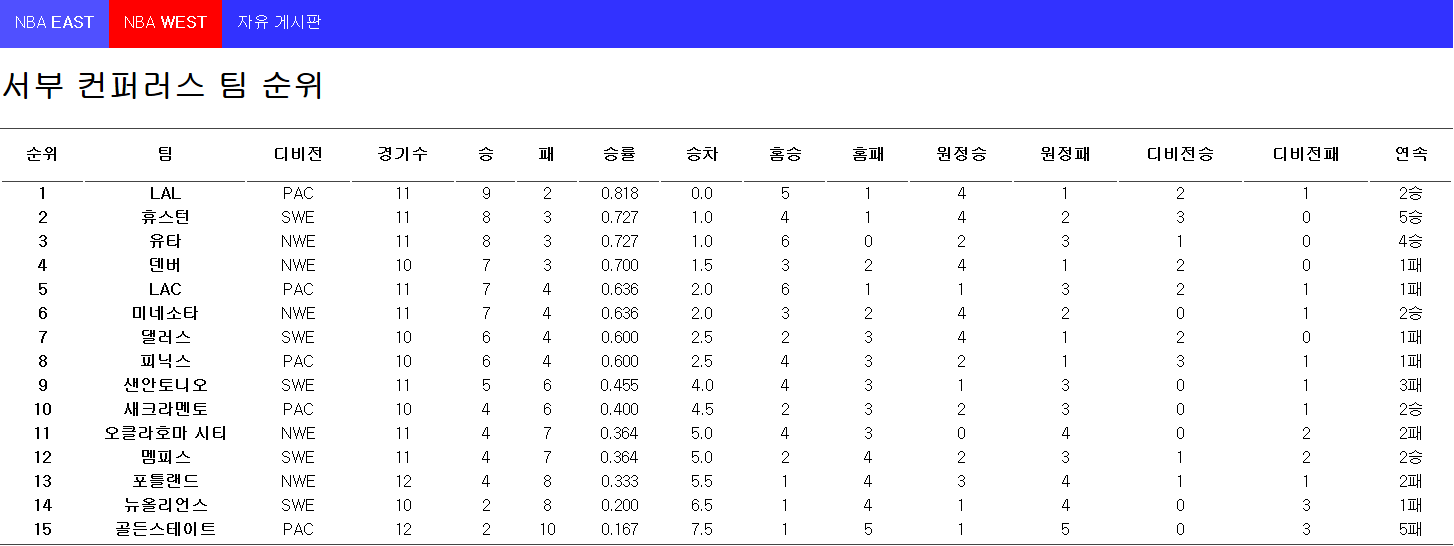 NBA EAST NBA WEST 자유 게시판
서부 컨퍼러스 팀 순위
순위 팀 디비전 경기수 승 패 승률 승차 홈승 홈패 원정승 원정패 디비전승 디비전패 연속
1 LAL PAC 11 9 2 0.818 0.0 5 1 4 1 2 1 2승
2 휴스턴 SWE 11 8 3 0.727 1.0 4 1 4 2 3 0 5승
3 유타 NWE 11 8 3 0.727 1.0 6 0 2 3 1 0 4승
4 덴버 NWE 10 7 3 0.700 1.5 3 2 4 1 2 0 1패
5 LAC PAC 11 7 4 0.636 2.0 6 1 1 3 2 1 1패
6 미네소타 NWE 11 7 4 0.636 2.0 3 2 4 2 0 1 2승
7 댈러스 SWE 10 6 4 0.600 2.5 2 3 4 1 2 0 1패
8 피닉스 PAC 10 6 4 0.600 2.5 4 3 2 1 3 1 1패
9 샌안토니오 SWE 11 5 6 0.455 4.0 4 3 1 3 0 1 3패
10 새크라멘토 PAC 10 4 6 0.400 4.5 2 3 2 3 0 1 2승
11 오클라호마 시티 NWE 11 4 7 0.364 5.0 4 3 0 4 0 2 2패
12 멤피스 SWE 11 4 7 0.364 5.0 2 4 2 3 1 2 2승
13 포틀랜드 NWE 12 4 8 0.333 5.5 1 4 3 4 1 1 2패
14 뉴올리언스 SWE 10 2 8 0.200 6.5 1 4 1 4 0 3 1패
15 골든스테이트 PAC 12 2 10 0.167 7.5 1 5 1 5 0 3 5패